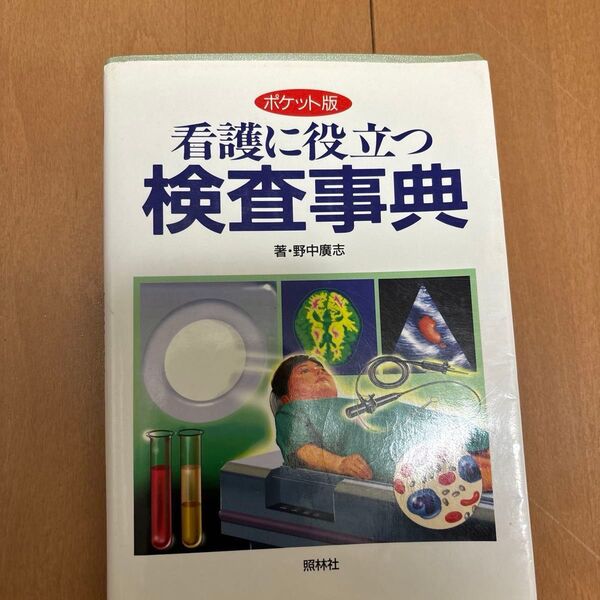 ポケット版
看護に役立つ
検査事典
著・野中廣志
照林社